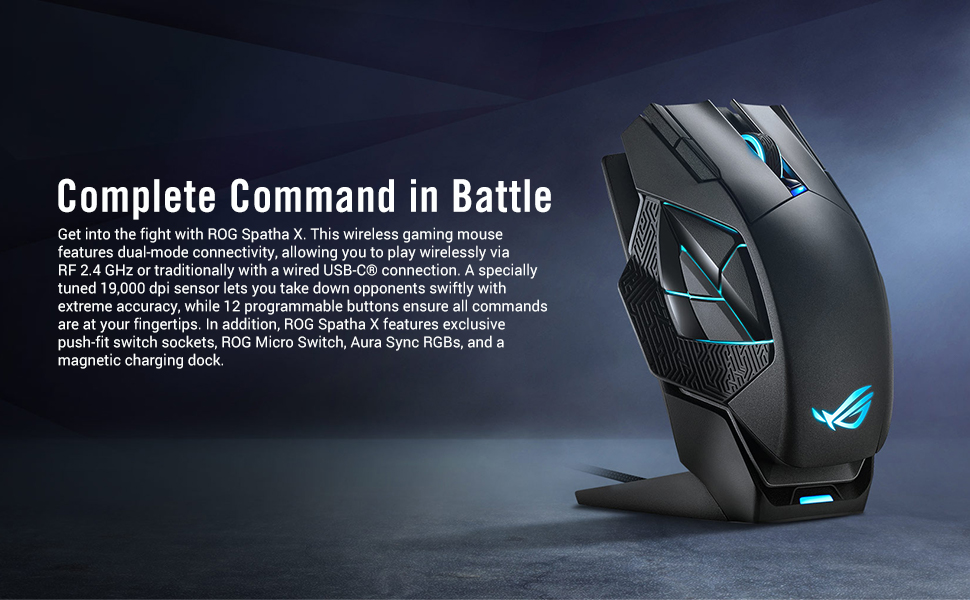 Complete Command in Battle
Get into the fight with ROG Spatha X. This wireless gaming mouse
features dual-mode connectivity, allowing you to play wirelessly via
RF 2.4 GHz or traditionally with a wired USB-C® connection. A specially
tuned 19,000 dpi sensor lets you take down opponents swiftly with
extreme accuracy, while 12 programmable buttons ensure all commands
are at your fingertips. In addition, ROG Spatha X features exclusive
push-fit switch sockets, ROG Micro Switch, Aura Sync RGBs, and a
magnetic charging dock.